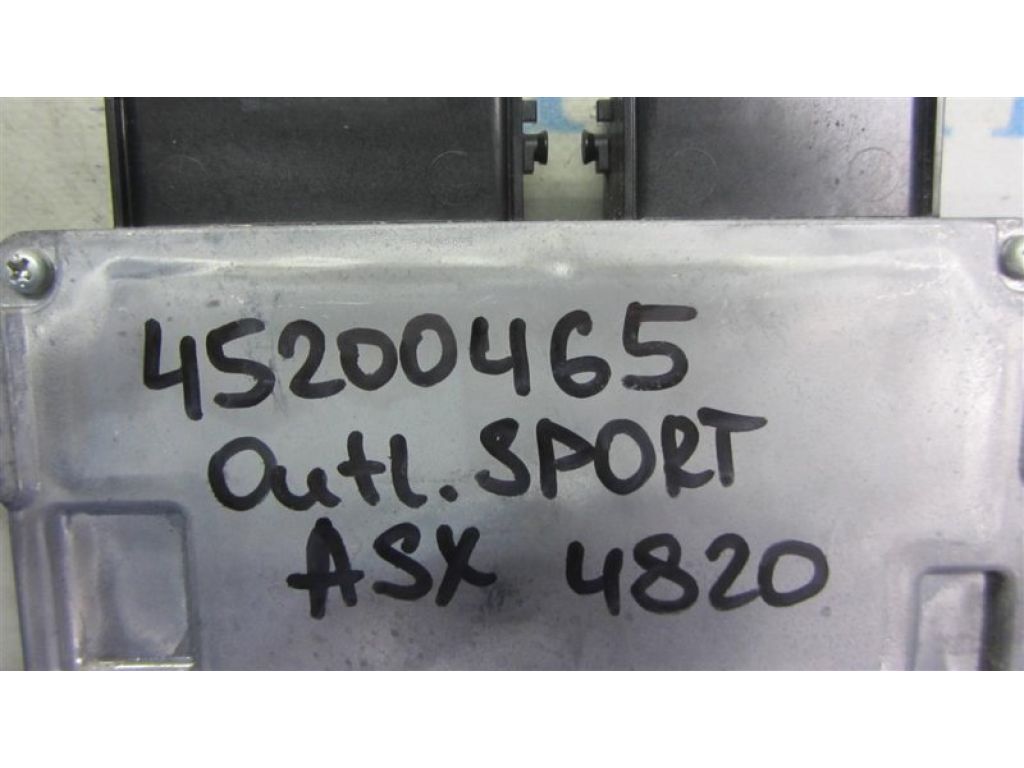 45200465
Outl. SPORT
ASX 4820